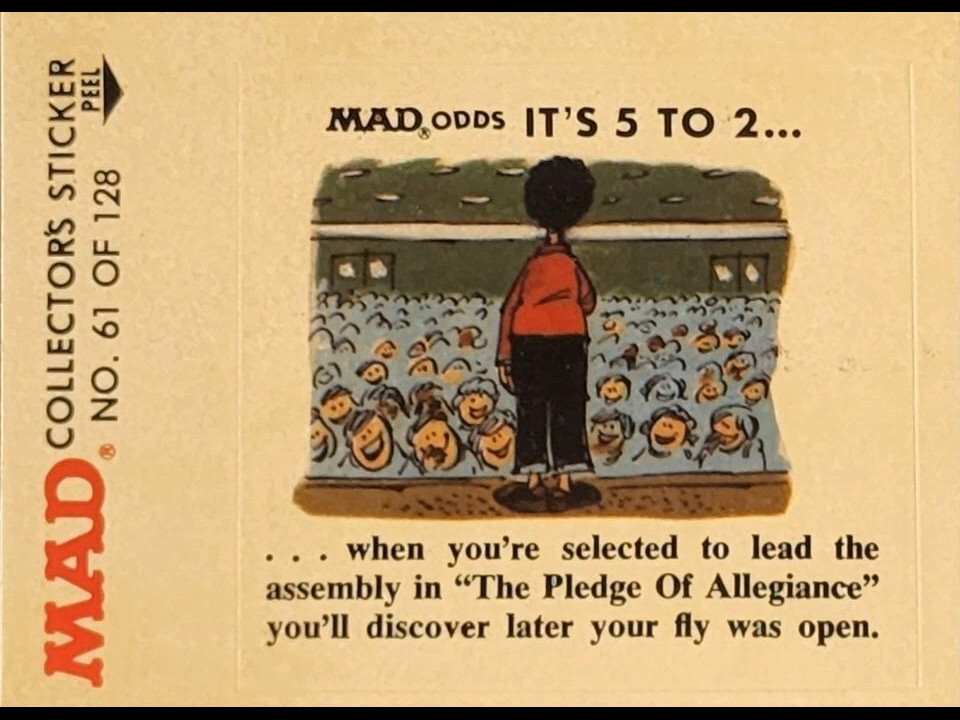 MAD® COLLECTOR'S STICKER
NO. 61 OF 128
PEEL
MAD® ODDS IT'S 5 TO 2...
. . . when you're selected to lead the
assembly in “The Pledge Of Allegiance”
you'll discover later your fly was open.